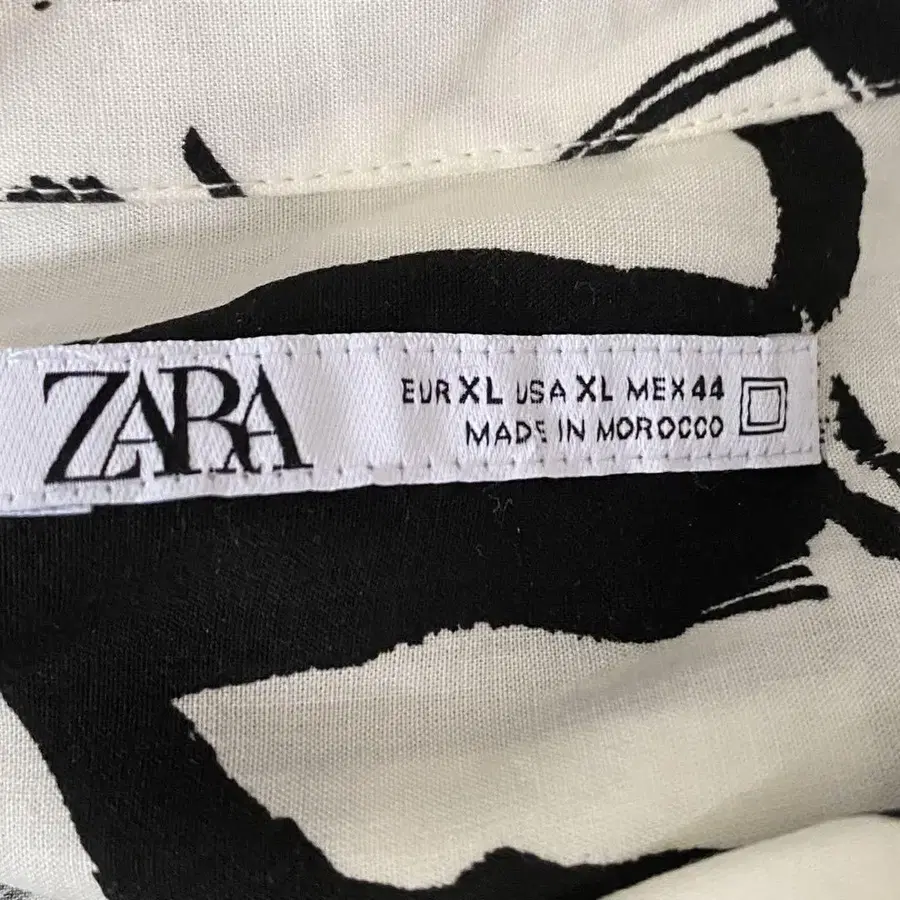 ZARA
EUR XL USA XL MEX 44
MADE IN MOROCCO